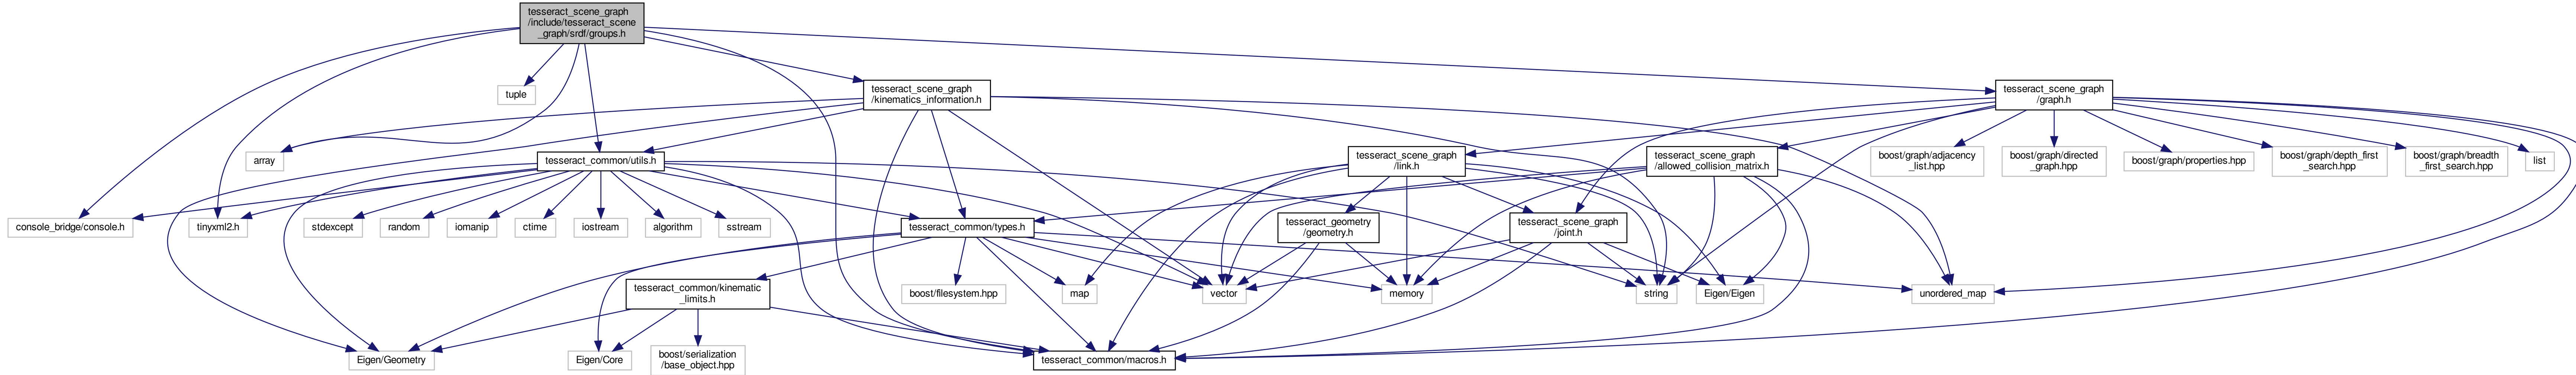 tesseract_scene_graph
/include/tesseract_scene
_graph/srdf/groups.h
tuple
tesseract_scene_graph
/kinematics_information.h
tesseract_scene_graph
/graph.h
array
tesseract_common/utils.h
tesseract_scene_graph
/link.h
tesseract_scene_graph
/allowed_collision_matrix.h
boost/graph/adjacency
_list.hpp
boost/graph/directed
_graph.hpp
boost/graph/properties.hpp
boost/graph/depth_first
_search.hpp
boost/graph/breadth
_first_search.hpp
list
console_bridge/console.h
tinyxml2.h
stdexcept
random
iomanip
ctime
iostream
algorithm
sstream
tesseract_common/types.h
tesseract_geometry
/geometry.h
tesseract_scene_graph
/joint.h
tesseract_common/kinematic
_limits.h
boost/filesystem.hpp
map
vector
memory
string
Eigen/Eigen
unordered_map
Eigen/Geometry
Eigen/Core
boost/serialization
/base_object.hpp
tesseract_common/macros.h